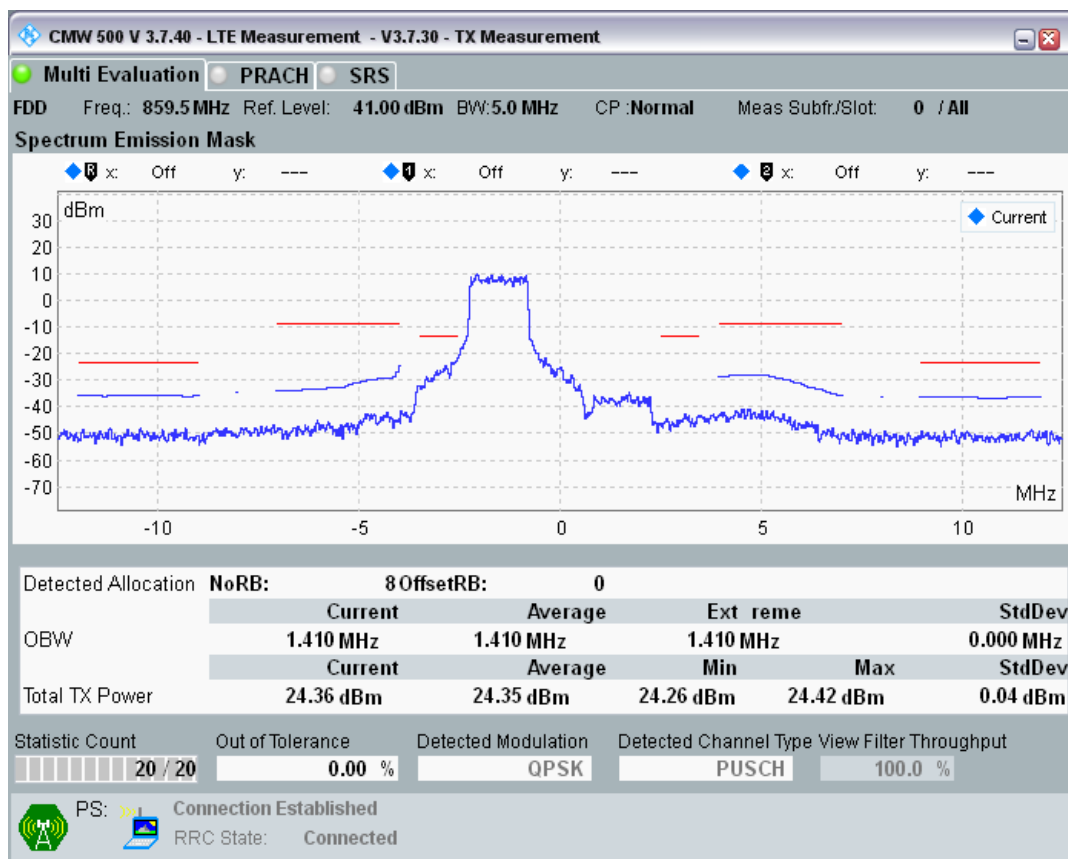 CMW 500 V 3.7.40 - LTE Measurement - V3.7.30 - TX Measurement
Multi Evaluation PRACH SRS
FDD Freq.: 859.5 MHz Ref. Level: 41.00 dBm BW:5.0 MHz CP :Normal Meas Subfr./Slot: 0 / All
Spectrum Emission Mask
R x: Off y: --- 1 x: Off y: --- 2 x: Off y: ---
dBm
Current
30
20
10
0
-10
-20
-30
-40
-50
-60
-70
MHz
-10 -5 0 5 10
Detected Allocation NoRB: 8 OffsetRB: 0
Current Average Ext reme StdDev
OBW 1.410 MHz 1.410 MHz 1.410 MHz 0.000 MHz
Current Average Min Max StdDev
Total TX Power 24.36 dBm 24.35 dBm 24.26 dBm 24.42 dBm 0.04 dBm
Statistic Count Out of Tolerance Detected Modulation Detected Channel Type View Filter Throughput
20 / 20 0.00 % QPSK PUSCH 100.0 %
PS: Connection Established
RRC State: Connected